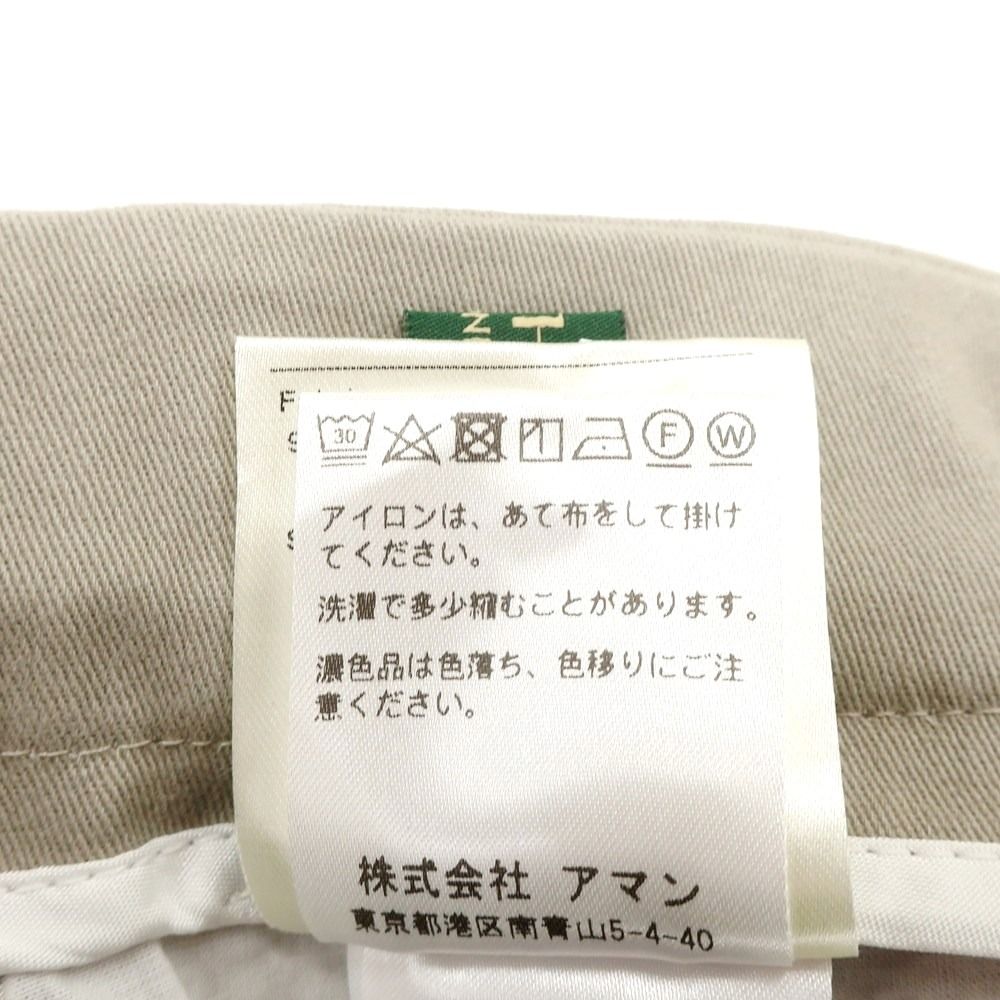 30
F
W
アイロンは、あて布をして掛け
てください。
洗濯で多少縮むことがあります。
濃色品は色落ち、色移りにご注
意ください。
株式会社 アマン
東京都港区南青山5-4-40